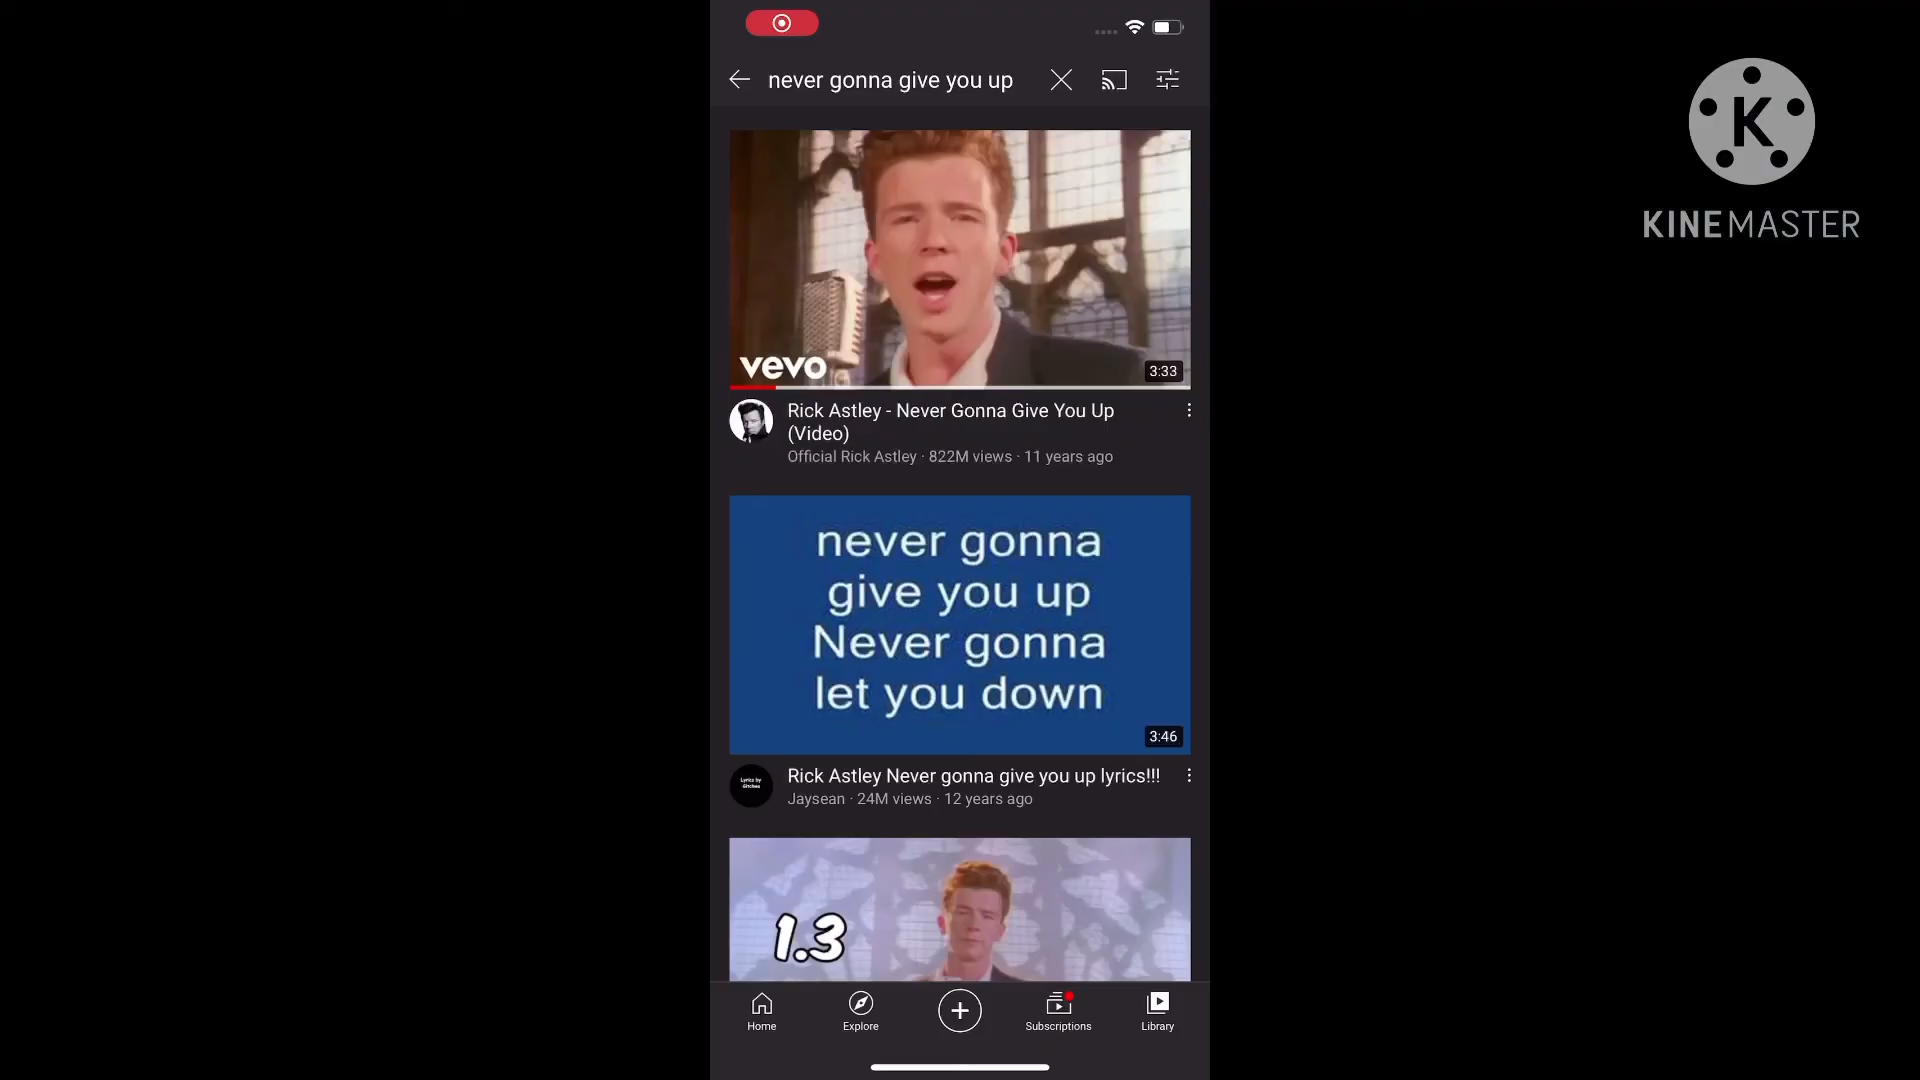 never gonna give you up
K
KINEMASTER
vevo
3:33
Rick Astley - Never Gonna Give You Up
(Video)
Official Rick Astley · 822M views · 11 years ago
never gonna
give you up
Never gonna
let you down
3:46
Lyrics by
Rick Astley Never gonna give you up lyrics!!!
Jaysean · 24M views · 12 years ago
1.3
Home
Explore
Subscriptions
Library